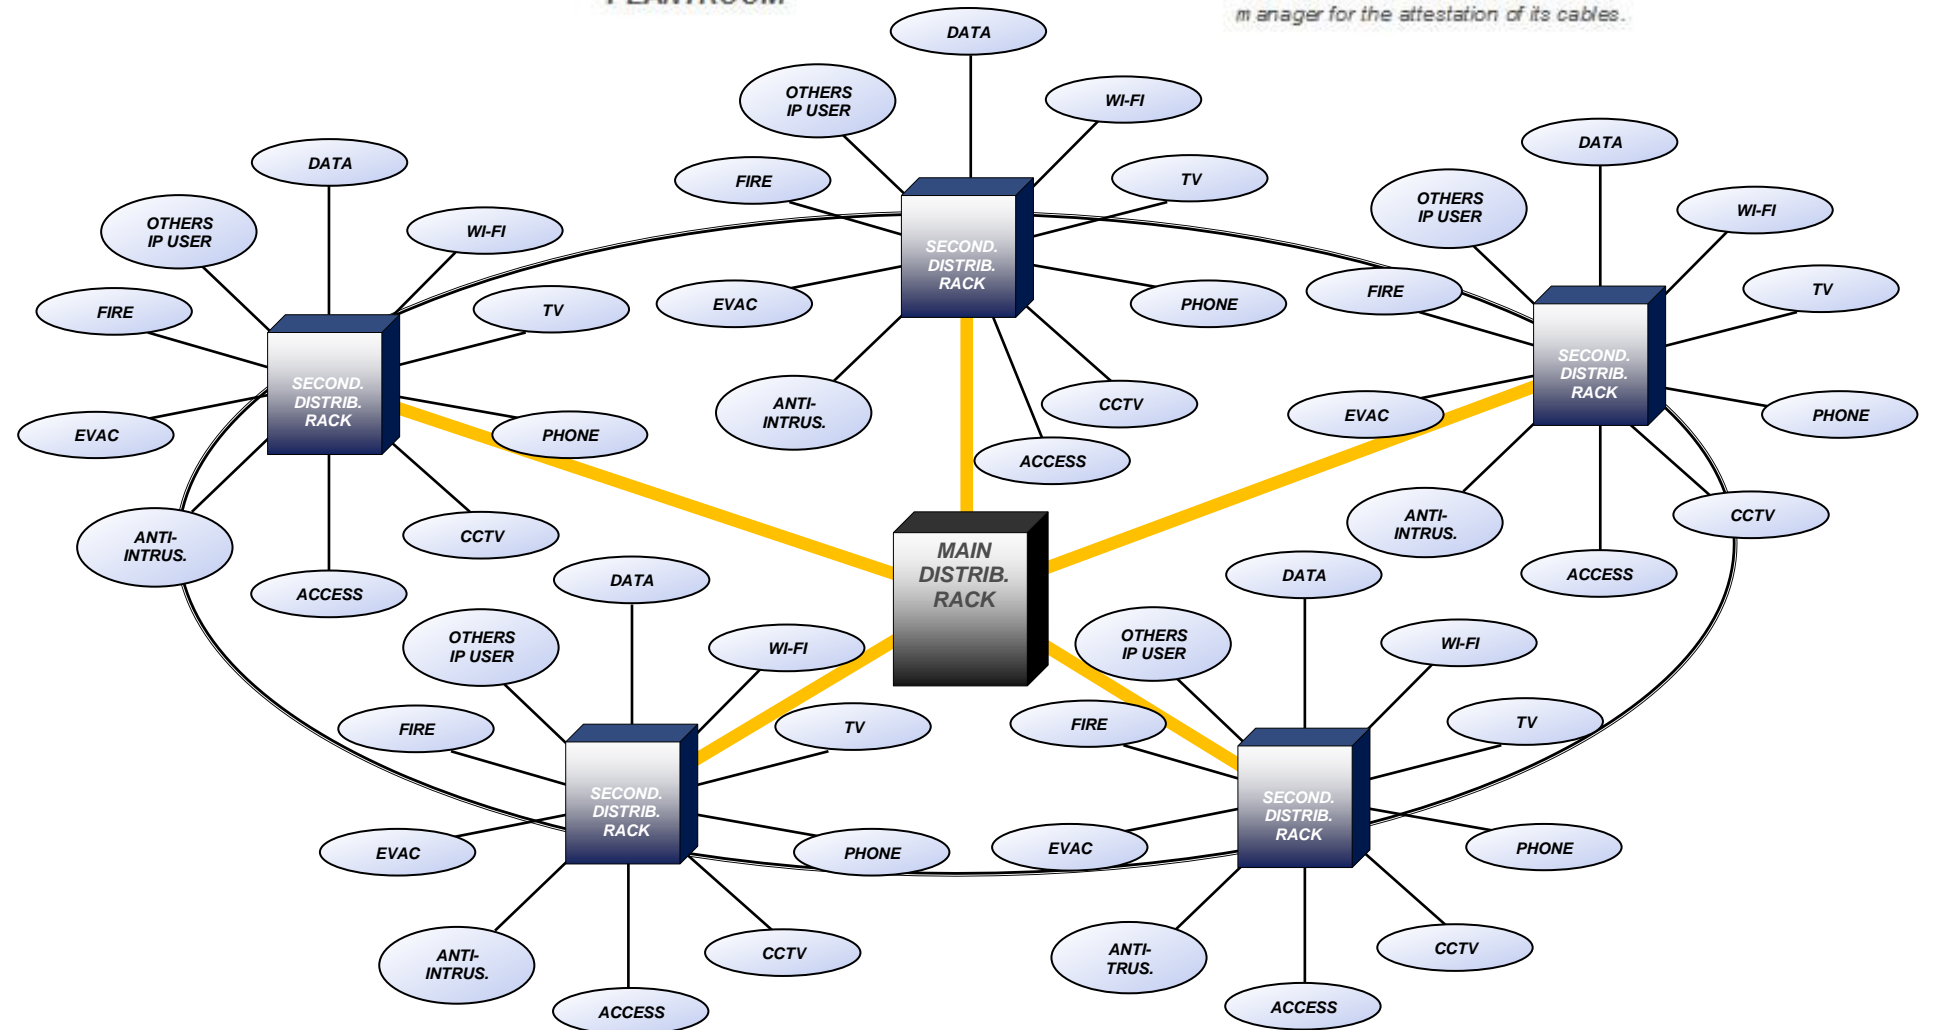 PLANTROOM
manager for the attestation of its cables.
DATA
OTHERS
IP USER
WI-FI
FIRE
TV
SECOND.
DISTRIB.
RACK
EVAC
PHONE
ANTI-
INTRUS.
CCTV
ACCESS
DATA
OTHERS
IP USER
WI-FI
FIRE
TV
SECOND.
DISTRIB.
RACK
EVAC
PHONE
ANTI-
INTRUS.
CCTV
ACCESS
DATA
OTHERS
IP USER
WI-FI
FIRE
TV
SECOND.
DISTRIB.
RACK
EVAC
PHONE
ANTI-
INTRUS.
CCTV
ACCESS
MAIN
DISTRIB.
RACK
DATA
OTHERS
IP USER
WI-FI
FIRE
TV
SECOND.
DISTRIB.
RACK
EVAC
PHONE
ANTI-
INTRUS.
CCTV
ACCESS
DATA
OTHERS
IP USER
WI-FI
FIRE
TV
SECOND.
DISTRIB.
RACK
EVAC
PHONE
ANTI-
TRUS.
CCTV
ACCESS